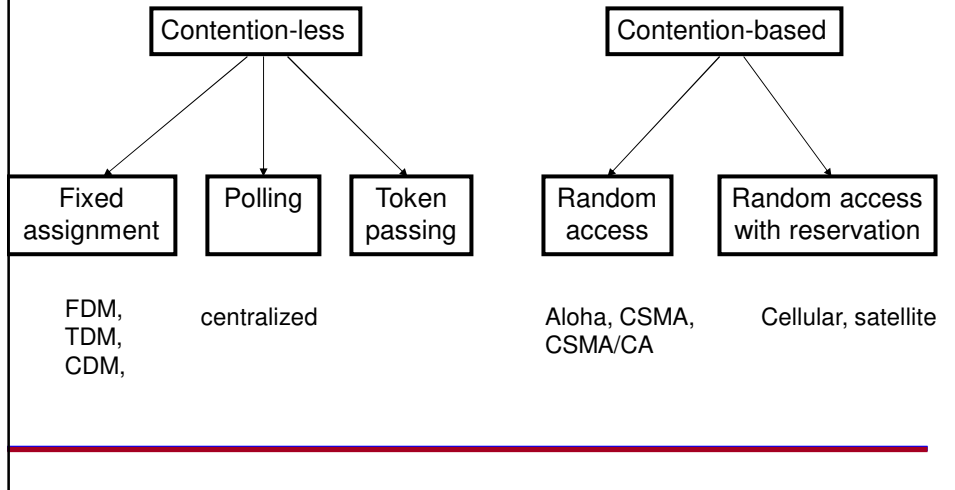 Contention-less
Contention-based
Fixed
assignment
Polling
Token
passing
Random
access
Random access
with reservation
FDM,
TDM,
CDM,
centralized
Aloha, CSMA,
CSMA/CA
Cellular, satellite